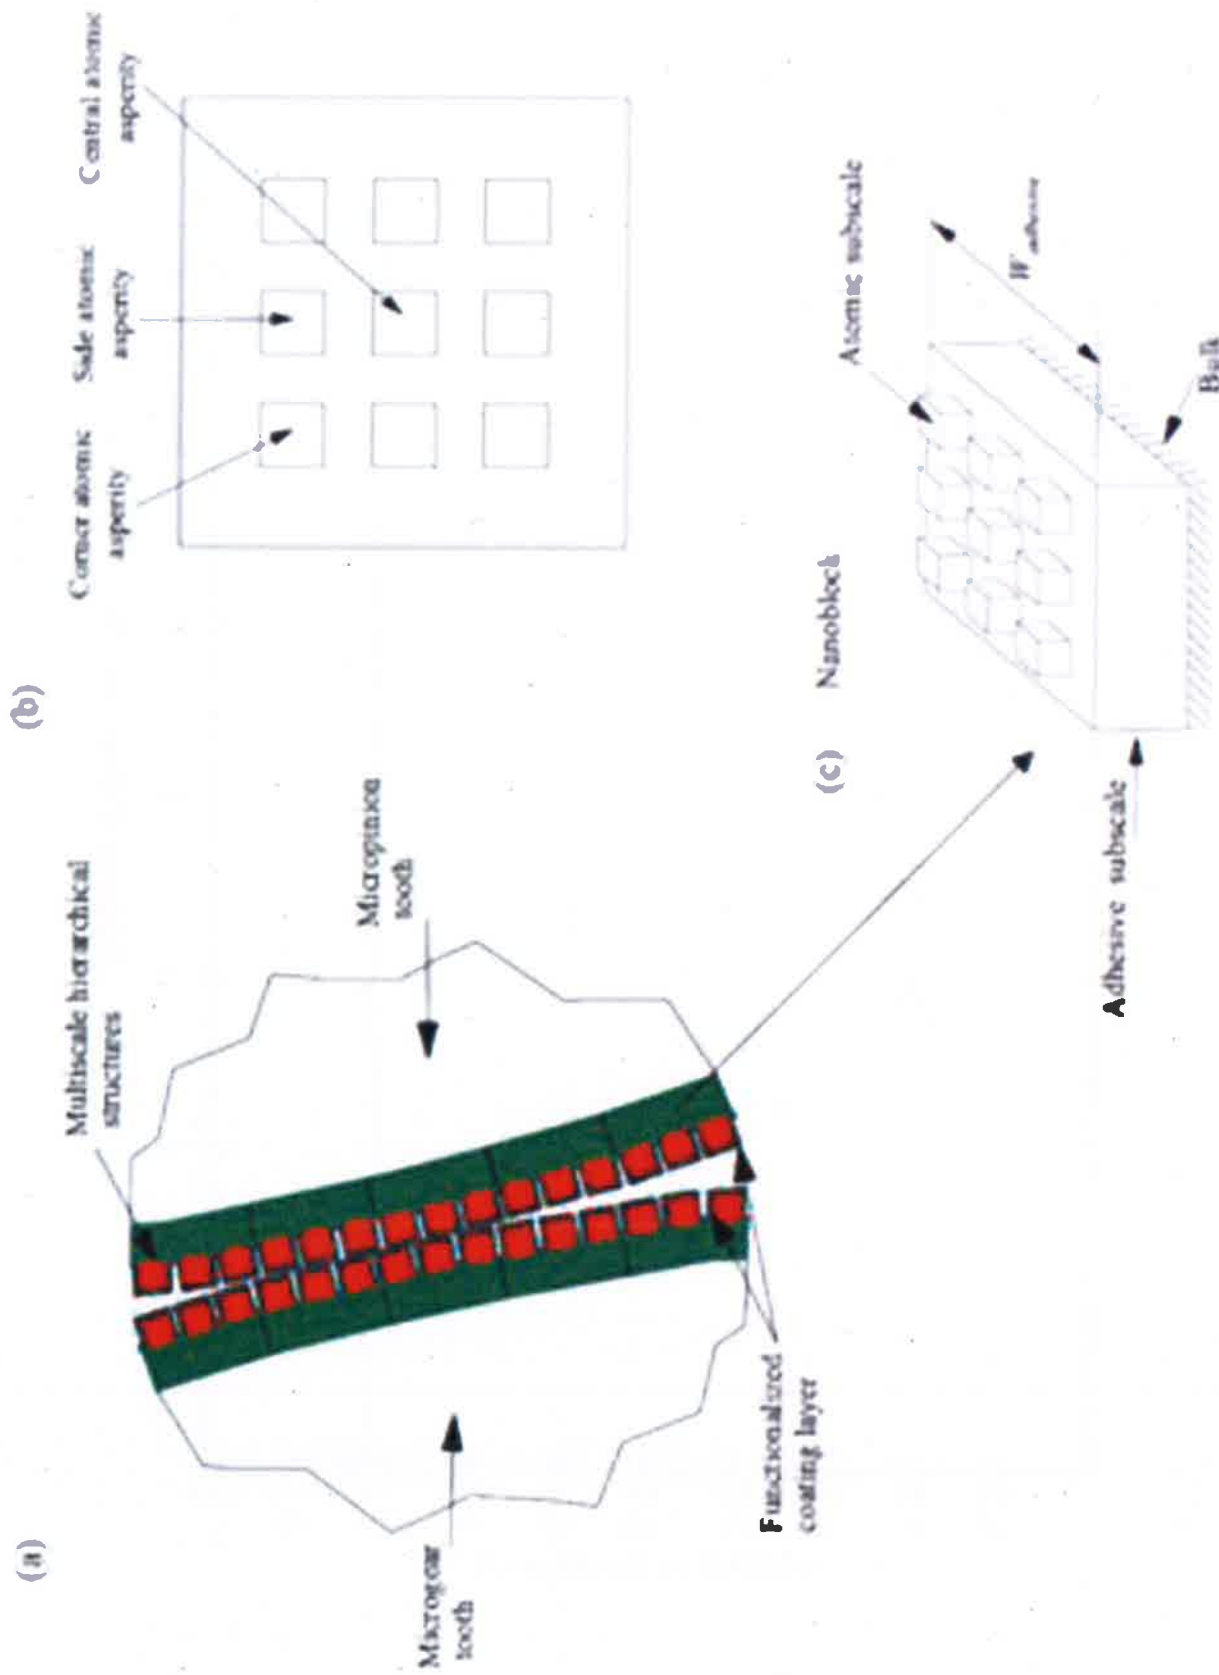 (a)
Multiscale hierarchical
structures
Microgear
tooth
Micropinion
tooth
Functionalized
coating layer
(b)
Corner atomic
asperity
Side atomic
asperity
Central atomic
asperity
(c)
Nanoblock
Atomic subscale
W adhesive
Adhesive subscale
Bulk